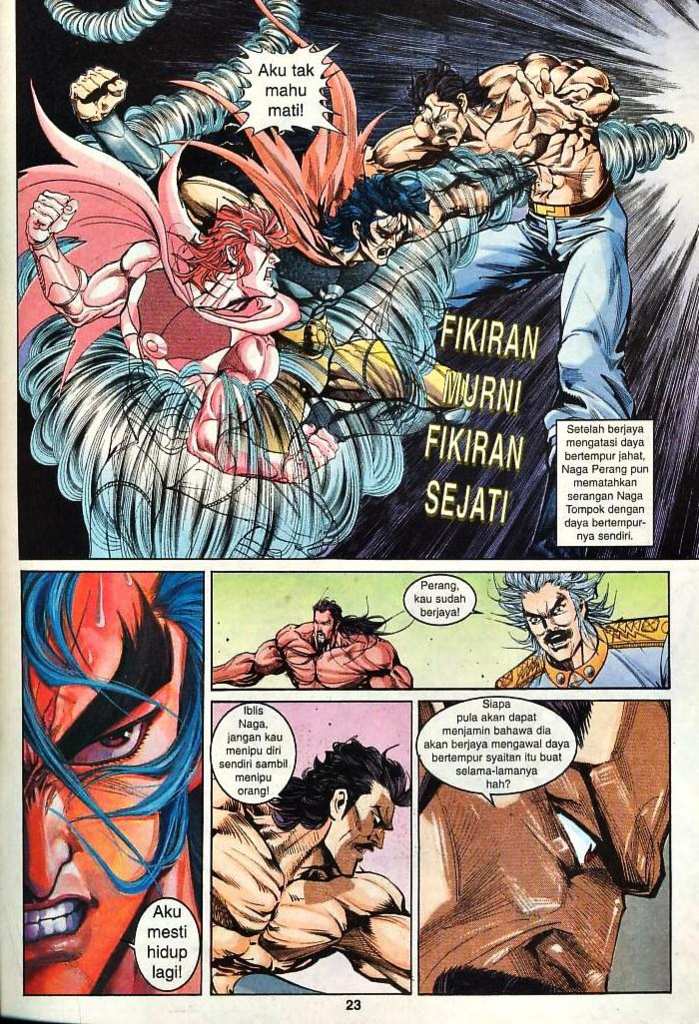 Aku tak
mahu
mati!
FIKIRAN
MURNI
FIKIRAN
SEJATI
Setelah berjaya
mengatasi daya
bertempur jahat,
Naga Perang pun
mematahkan
serangan Naga
Tompok dengan
daya bertempur-
nya sendiri.
Aku
mesti
hidup
lagi!
Perang,
kau sudah
berjaya!
Iblis
Naga,
jangan kau
menipu diri
sendiri sambil
menipu
orang!
Siapa
pula akan dapat
menjamin bahawa dia
akan berjaya mengawal daya
bertempur syaitan itu buat
selama-lamanya
hah?
23